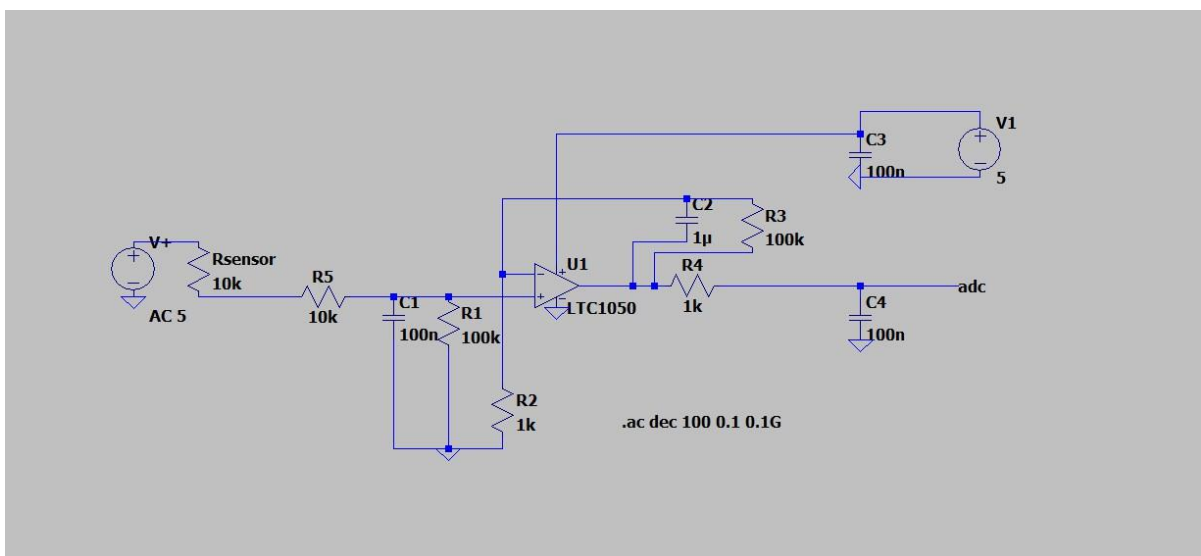 V1
C3
100n
5
C2
R3
1µ
100k
V+
Rsensor
10k
U1
R4
R5
C1
LTC1050
1k
adc
AC 5
10k
100n
R1
100k
C4
100n
R2
1k
.ac dec 100 0.1 0.1G